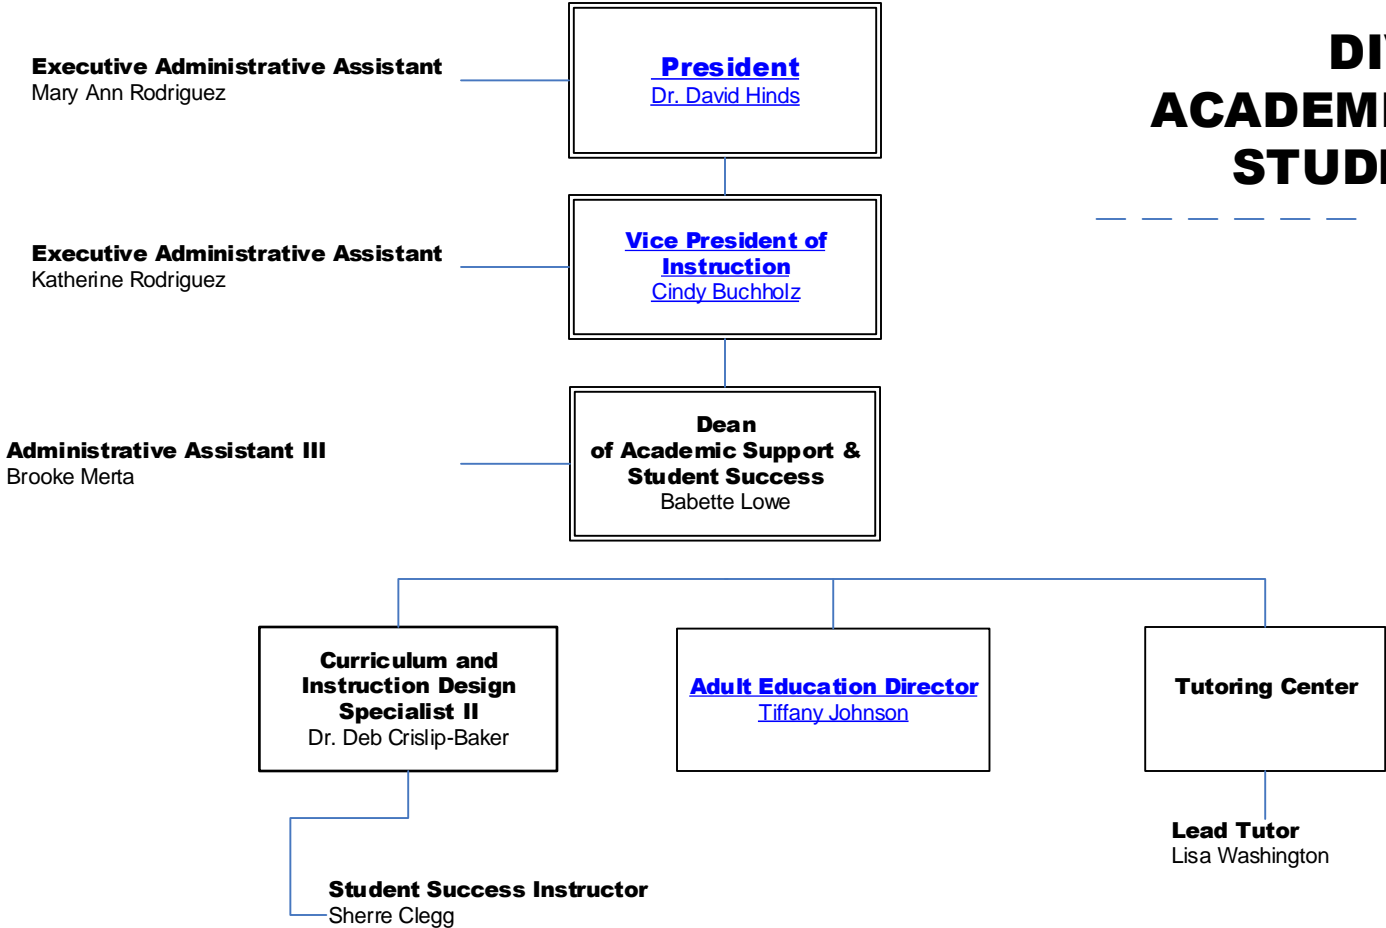 Executive Administrative Assistant
Mary Ann Rodriguez
President
Dr. David Hinds
ACADEM
Executive Administrative Assistant
Katherine Rodriguez
Vice President of
Instruction
Cindy Buchholz
Administrative Assistant III
Brooke Merta
Dean
of Academic Support &
Student Success
Babette Lowe
Curriculum and
Instruction Design
Specialist II
Dr. Deb Crislip-Baker
Adult Education Director
Tiffany Johnson
Tutoring Center
Lead Tutor
Lisa Washington
Student Success Instructor
Sherre Clegg